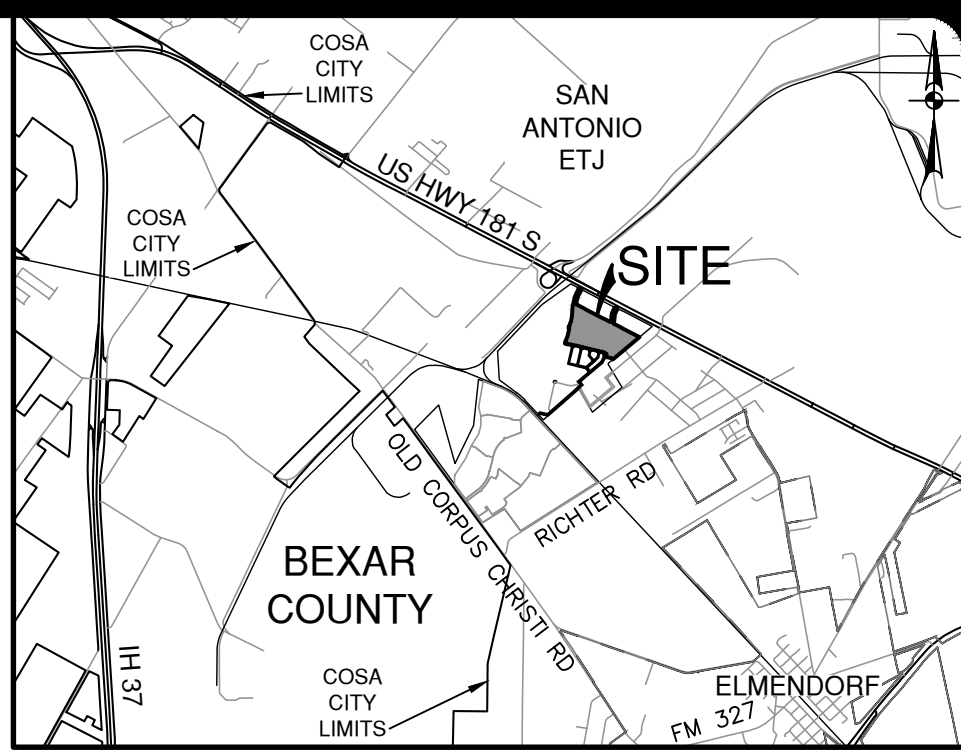 COSA
CITY
LIMITS
SAN
ANTONIO
ETJ
US HWY 181 S
COSA
CITY
LIMITS
SITE
OLD CORPUS CHRISTI RD
RICHTER RD
BEXAR
COUNTY
IH 37
COSA
CITY
LIMITS
ELMENDORF
FM 327